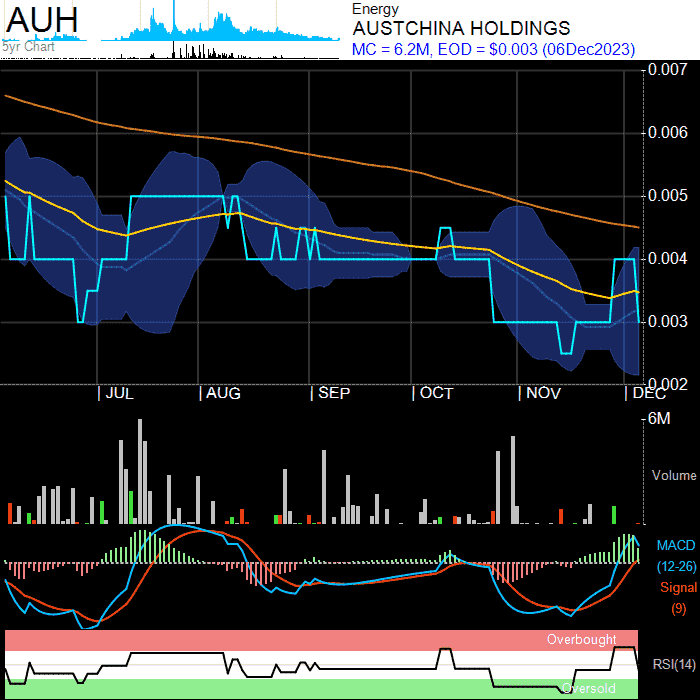 AUH
5yr Chart
Energy
AUSTCHINA HOLDINGS
MC = 6.2M, EOD = $0.003 (06Dec2023)
0.007
0.006
0.005
0.004
0.003
0.002
JUL
AUG
SEP
OCT
NOV
DEC
6M
Volume
MACD
(12-26)
Signal
(9)
Overbought
RSI(14)
Oversold